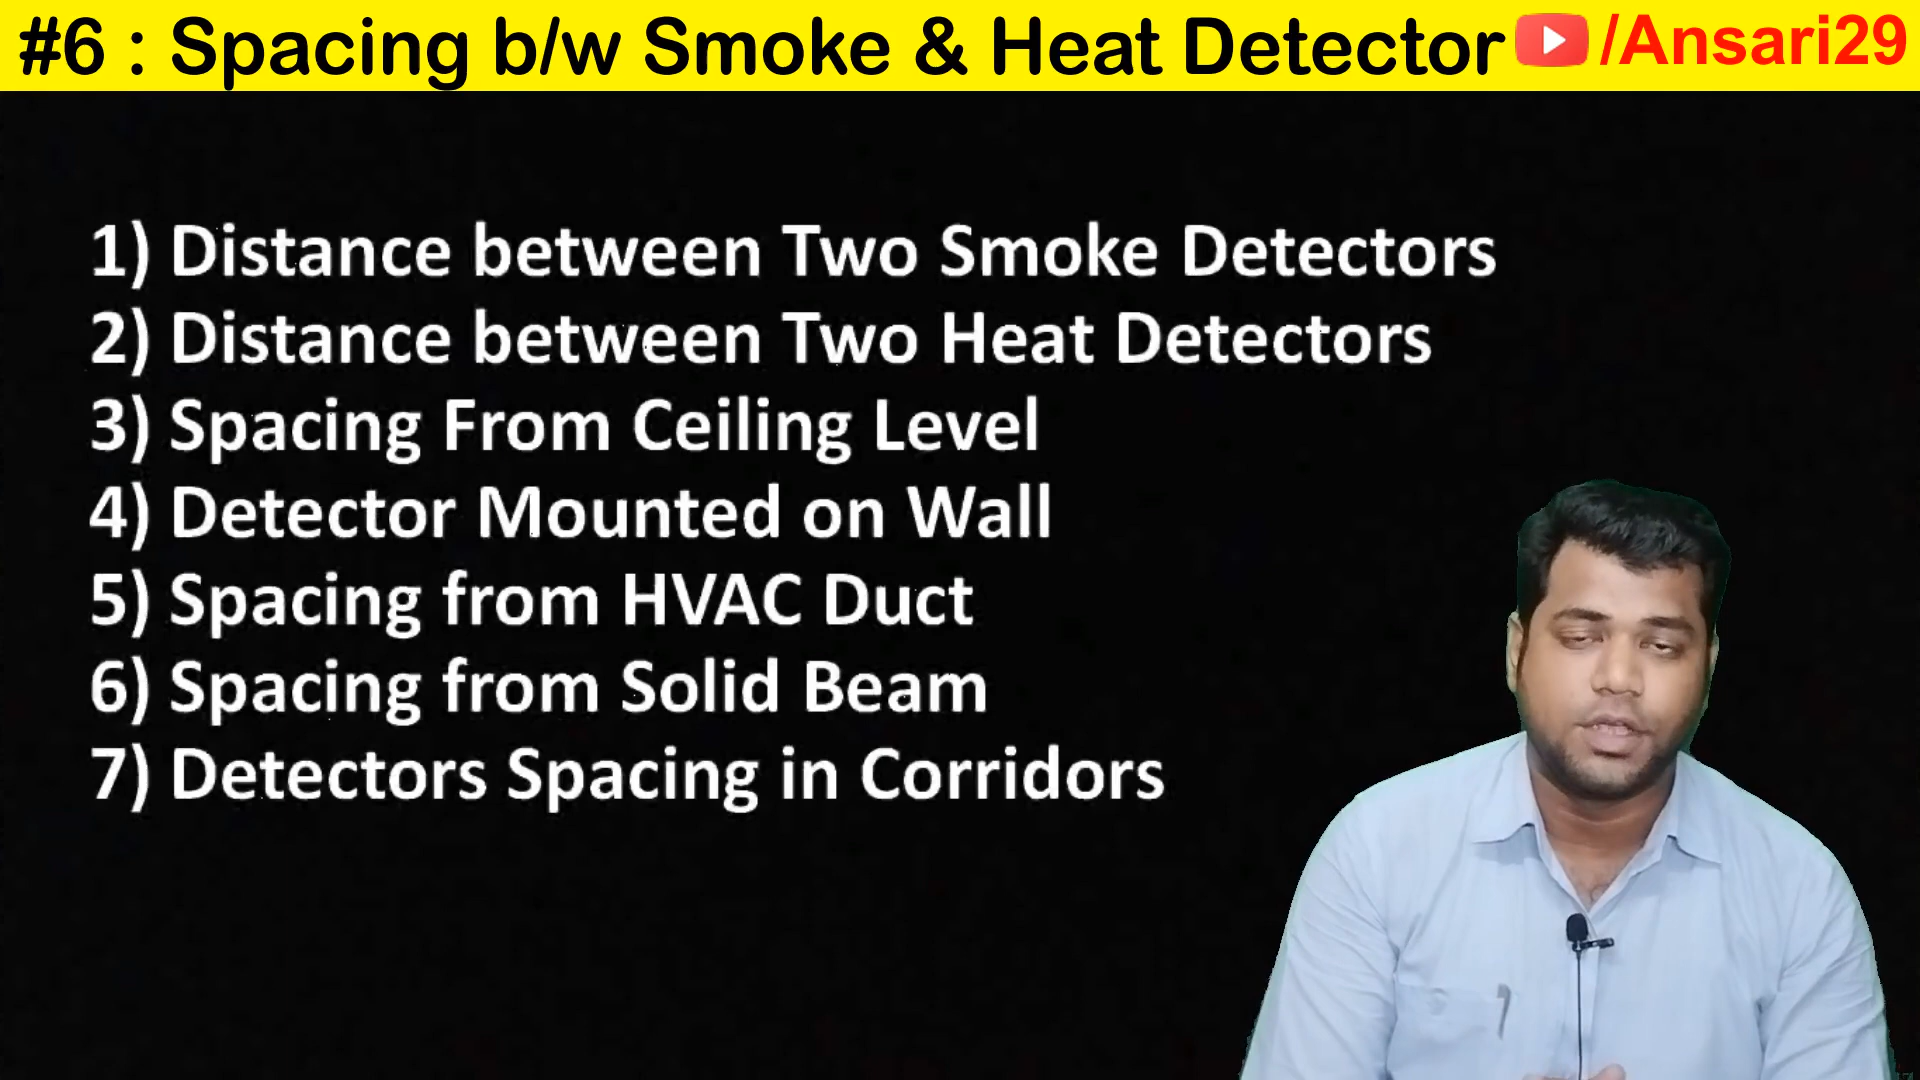 #6 : Spacing b/w Smoke & Heat Detector /Ansari29
1) Distance between Two Smoke Detectors
2) Distance between Two Heat Detectors
3) Spacing From Ceiling Level
4) Detector Mounted on Wall
5) Spacing from HVAC Duct
6) Spacing from Solid Beam
7) Detectors Spacing in Corridors